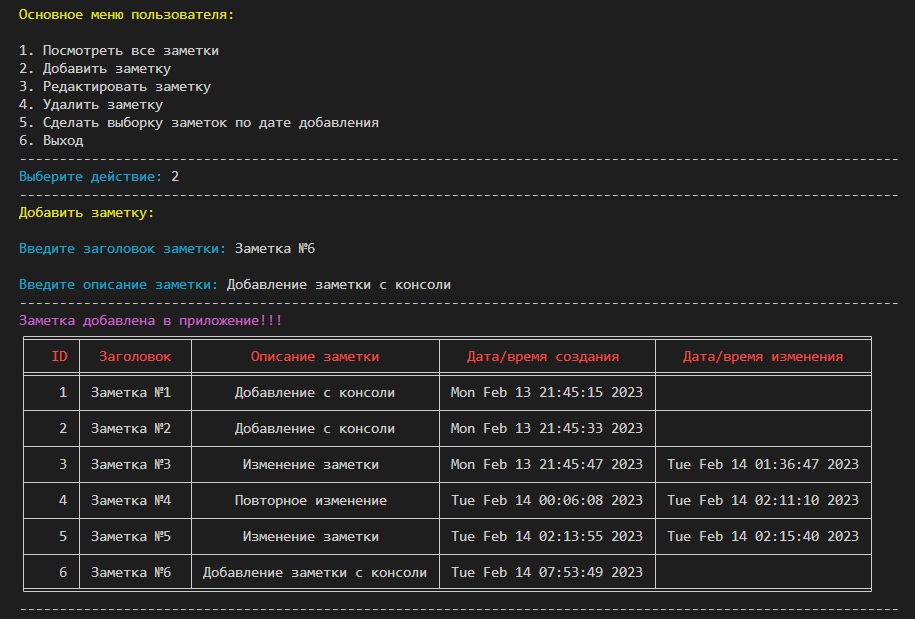 Основное меню пользователя:
1. Посмотреть все заметки
2. Добавить заметку
3. Редактировать заметку
4. Удалить заметку
5. Сделать выборку заметок по дате добавления
6. Выход
Выберите действие: 2
Добавить заметку:
Введите заголовок заметки: Заметка №6
Введите описание заметки: Добавление заметки с консоли
Заметка добавлена в приложение!!!
ID Заголовок Описание заметки Дата/время создания Дата/время изменения
1 Заметка №1 Добавление с консоли Mon Feb 13 21:45:15 2023
2 Заметка №2 Добавление с консоли Mon Feb 13 21:45:33 2023
3 Заметка №3 Изменение заметки Mon Feb 13 21:45:47 2023 Tue Feb 14 01:36:47 2023
4 Заметка №4 Повторное изменение Tue Feb 14 00:06:08 2023 Tue Feb 14 02:11:10 2023
5 Заметка №5 Изменение заметки Tue Feb 14 02:13:55 2023 Tue Feb 14 02:15:40 2023
6 Заметка №6 Добавление заметки с консоли Tue Feb 14 07:53:49 2023